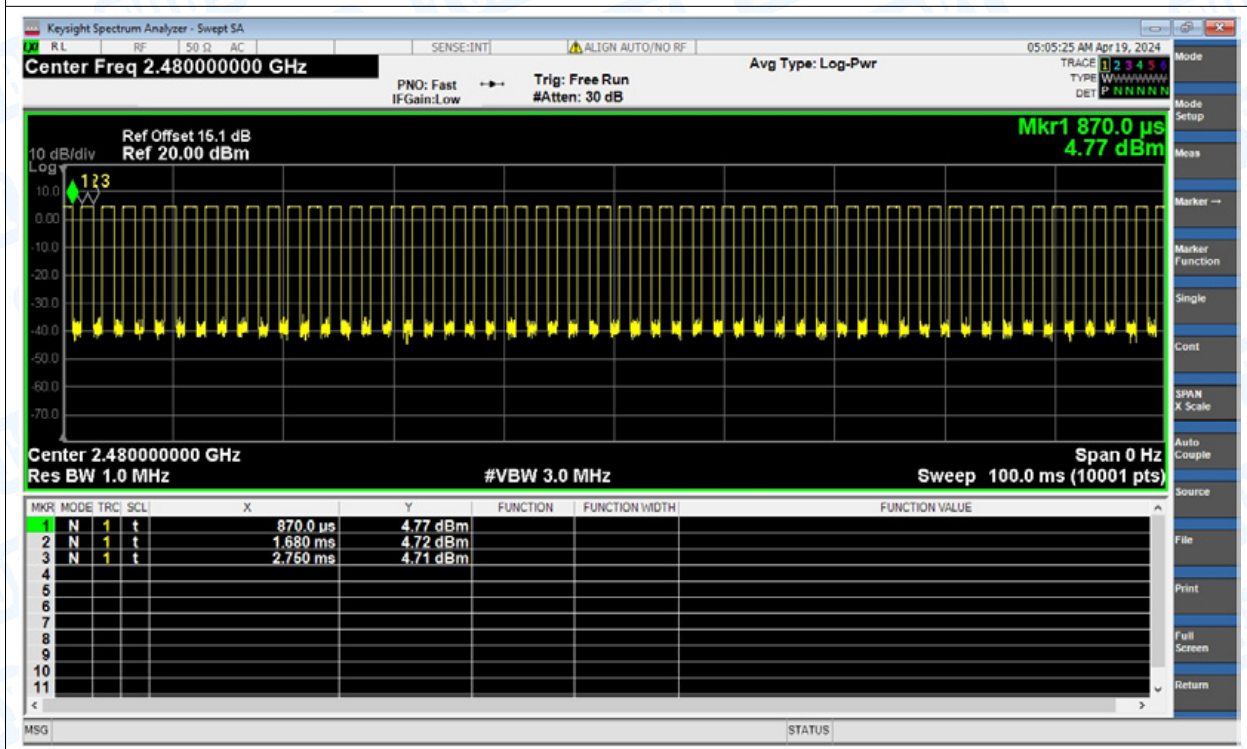 Keysight Spectrum Analyzer - Swept SA
RL RF 50 Ω AC SENSE:INT ALIGN AUTO/NO RF 05:05:25 AM Apr 19, 2024
Center Freq 2.480000000 GHz
PNO: Fast
IFGain:Low
Trig: Free Run
#Atten: 30 dB
Avg Type: Log-Pwr
TRACE 1 2 3 4 5 6
TYPE WWWWWWW
DET P N N N N N
Mkr1 870.0 µs
4.77 dBm
Ref Offset 15.1 dB
10 dB/div Ref 20.00 dBm
Log
1 2 3
10.0
0.00
-10.0
-20.0
-30.0
-40.0
-50.0
-60.0
-70.0
Center 2.480000000 GHz Span 0 Hz
Res BW 1.0 MHz #VBW 3.0 MHz Sweep 100.0 ms (10001 pts)
MKR MODE TRC SCL X Y FUNCTION FUNCTION WIDTH FUNCTION VALUE
1 N 1 t 870.0 µs 4.77 dBm
2 N 1 t 1.680 ms 4.72 dBm
3 N 1 t 2.750 ms 4.71 dBm
4
5
6
7
8
9
10
11
MSG STATUS
Mode
Mode
Setup
Meas
Marker →
Marker
Function
Single
Cont
SPAN
X Scale
Auto
Couple
Source
File
Print
Full
Screen
Return